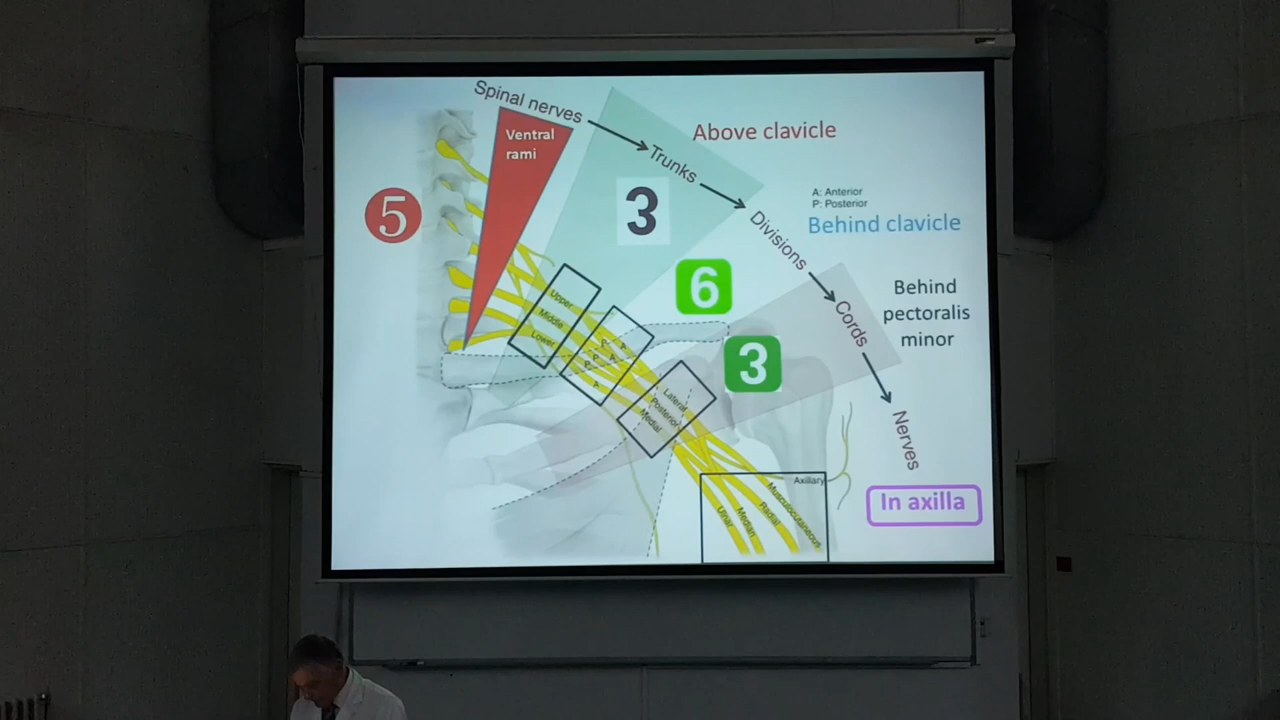 Spinal nerves
Ventral
rami
Above clavicle
Trunks
5
3
A: Anterior
P: Posterior
Behind clavicle
Divisions
6
Upper
Middle
Lower
P
A
P
P
A
A
Behind
pectoralis
minor
Cords
3
Lateral
Posterior
Medial
Nerves
In axilla
Axillary
Musculocutaneous
Radial
Median
Ulnar